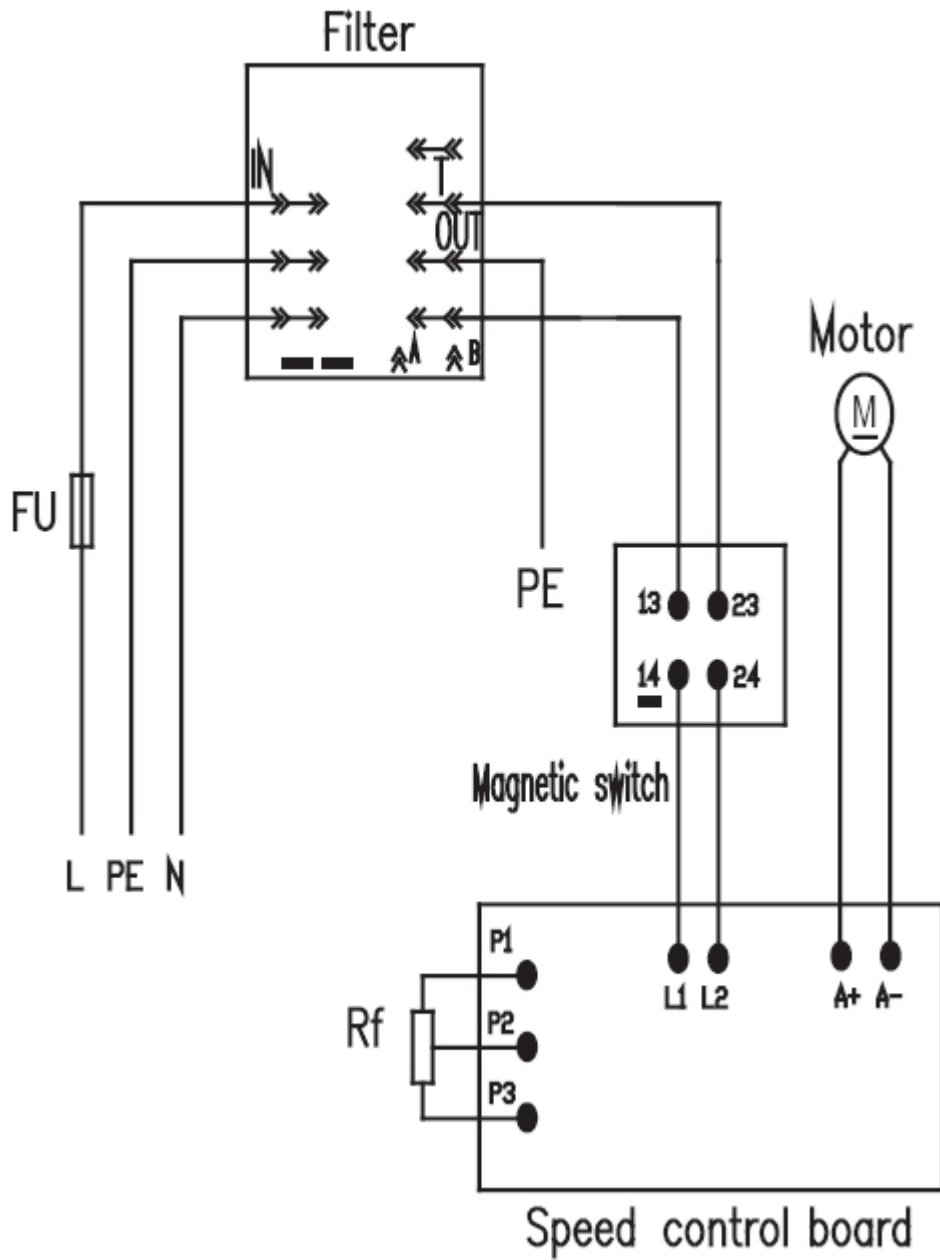 Filter
IN
T
OUT
A B
Motor
M
FU
PE
13 23
14 24
Magnetic switch
L PE N
P1
L1 L2 A+ A-
Rf
P2
P3
Speed control board